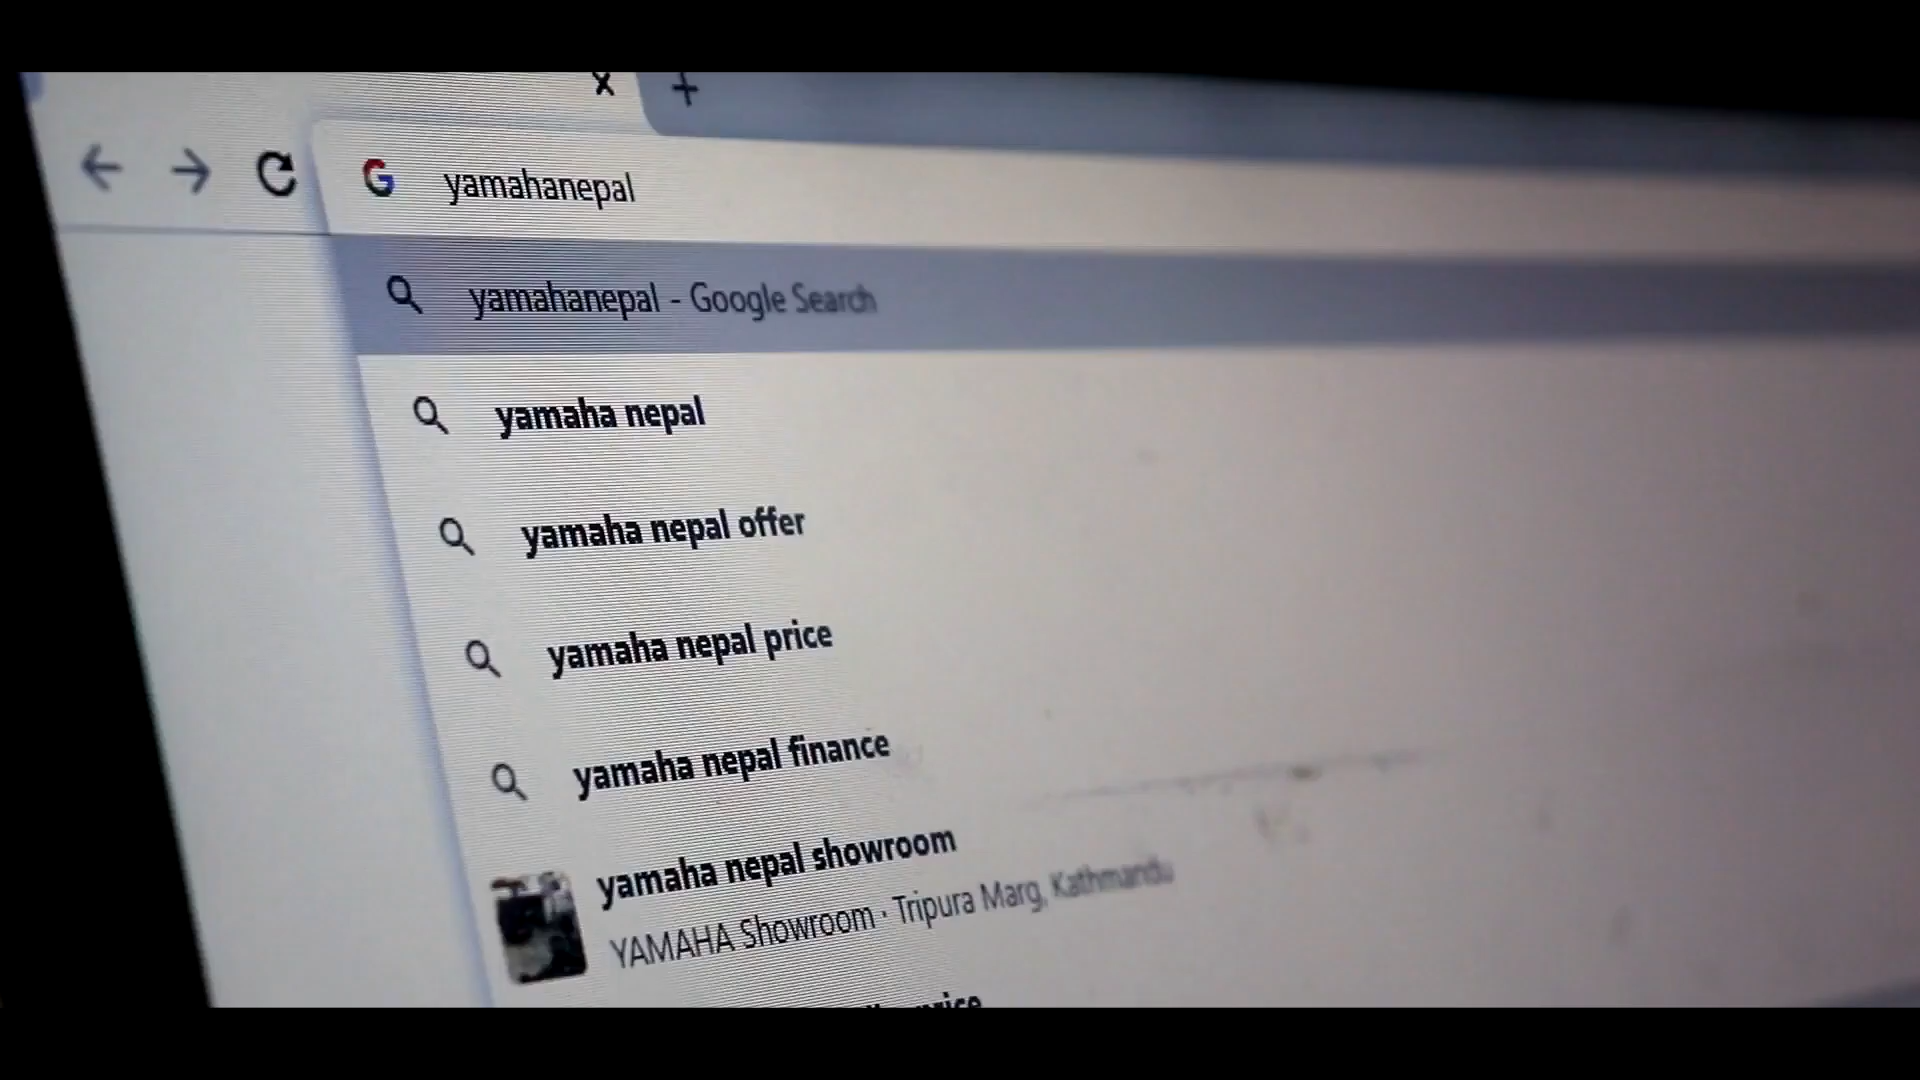 yamahanepal
yamahanepal - Google Search
yamaha nepal
yamaha nepal offer
yamaha nepal price
yamaha nepal finance
yamaha nepal showroom
YAMAHA Showroom · Tripura Marg, Kathmandu
price